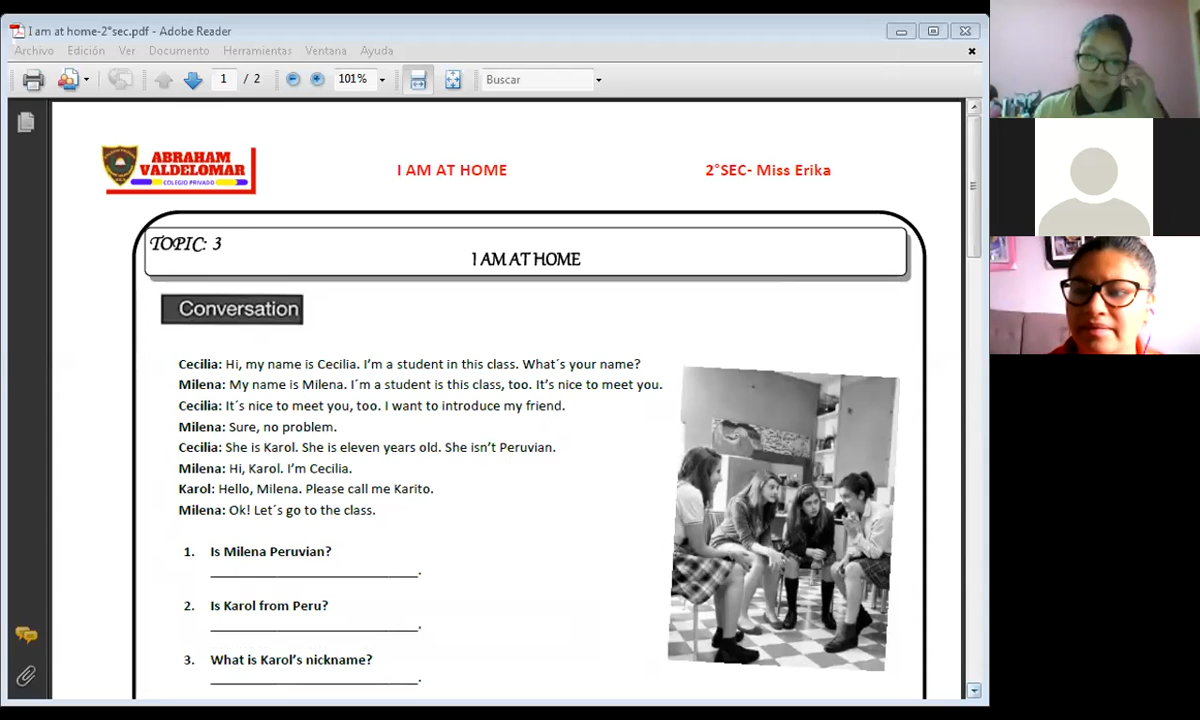 I am at home-2°sec.pdf - Adobe Reader
Archivo Edición Ver Documento Herramientas Ventana Ayuda
1 / 2 101% Buscar
ABRAHAM
VALDELOMAR
COLEGIO PRIVADO
I AM AT HOME
2°SEC- Miss Erika
TOPIC: 3
I AM AT HOME
Conversation
Cecilia: Hi, my name is Cecilia. I’m a student in this class. What´s your name?
Milena: My name is Milena. I´m a student is this class, too. It’s nice to meet you.
Cecilia: It´s nice to meet you, too. I want to introduce my friend.
Milena: Sure, no problem.
Cecilia: She is Karol. She is eleven years old. She isn’t Peruvian.
Milena: Hi, Karol. I’m Cecilia.
Karol: Hello, Milena. Please call me Karito.
Milena: Ok! Let´s go to the class.
1. Is Milena Peruvian?
______________________________.
2. Is Karol from Peru?
______________________________.
3. What is Karol’s nickname?
______________________________.